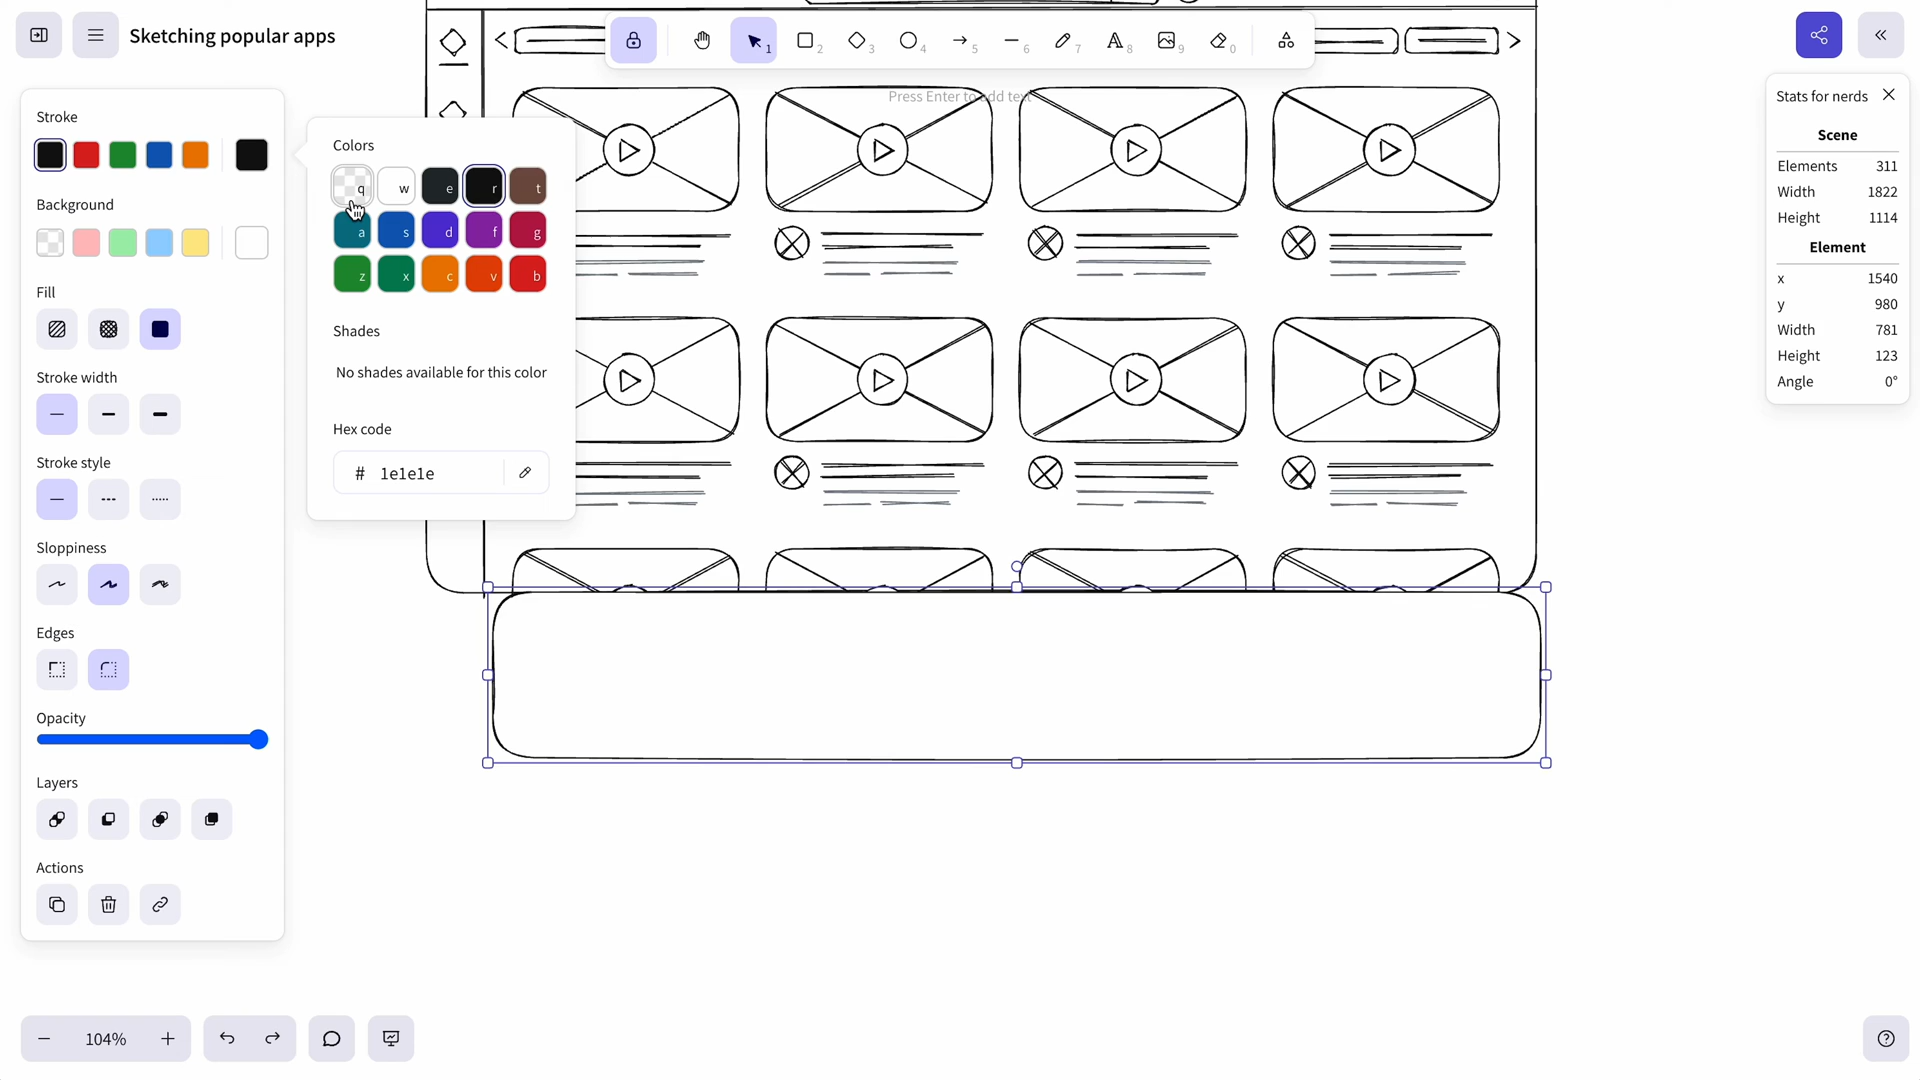 Sketching popular apps
1
2
3
4
5
6
7
8
9
0
Press Enter to add text
Stroke
Background
Fill
Stroke width
Stroke style
Sloppiness
Edges
Opacity
Layers
Actions
Colors
q w e r t
a s d f g
z x c v b
Shades
No shades available for this color
Hex code
# 1e1e1e
Stats for nerds
Scene
Elements 311
Width 1822
Height 1114
Element
x 1540
y 980
Width 781
Height 123
Angle 0°
104%